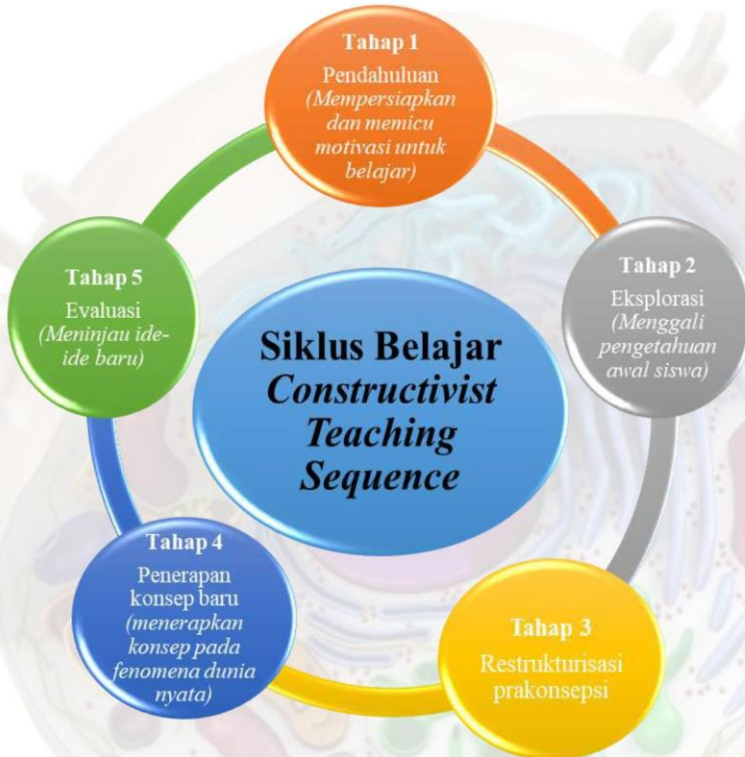 Tahap 1
Pendahuluan
(Mempersiapkan
dan memicu
motivasi untuk
belajar)
Tahap 2
Eksplorasi
(Menggali
pengetahuan
awal siswa)
Tahap 3
Restrukturisasi
prakonsepsi
Tahap 4
Penerapan
konsep baru
(menerapkan
konsep pada
fenomena dunia
nyata)
Tahap 5
Evaluasi
(Meninjau ide-
ide baru)
Siklus Belajar
Constructivist
Teaching
Sequence